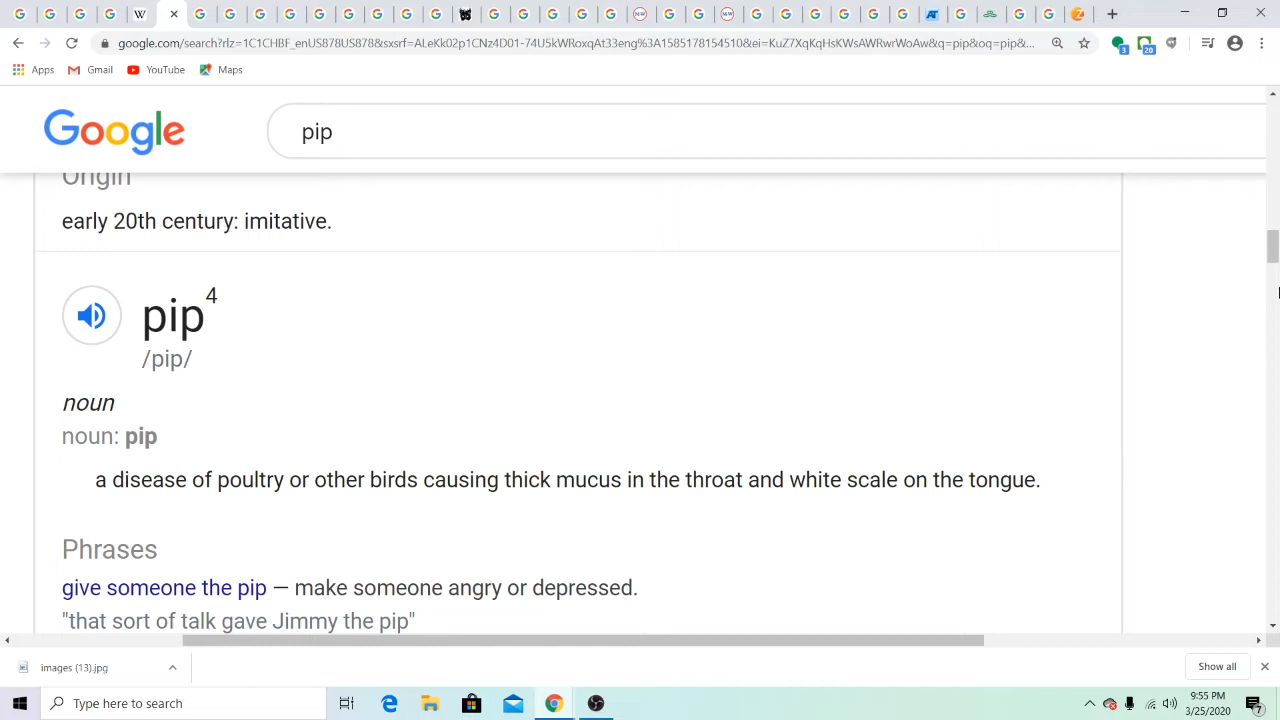 google.com/search?rlz=1C1CHBF_enUS878US878&sxsrf=ALeKk02p1CNz4D01-74U5kWRoxqAt33eng%3A1585178154510&ei=KuZ7XqKqHsKWsAWRwrWoAw&q=pip&oq=pip&...
3
20
Apps Gmail YouTube Maps
Google pip
Origin
early 20th century: imitative.
pip4
/pip/
noun
noun: pip
a disease of poultry or other birds causing thick mucus in the throat and white scale on the tongue.
Phrases
give someone the pip — make someone angry or depressed.
"that sort of talk gave Jimmy the pip"
images (13).jpg Show all
Type here to search
9:55 PM
3/25/2020
7